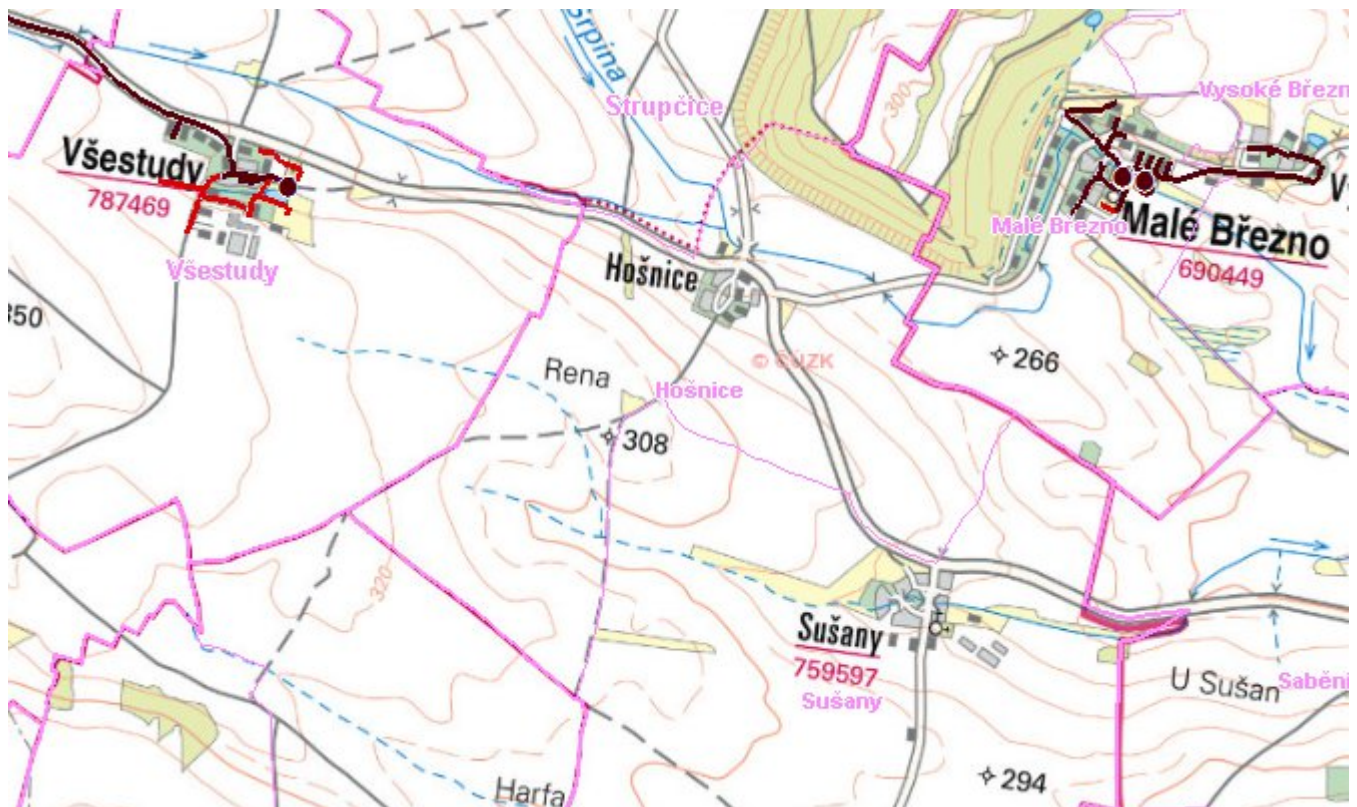 Srpina
Strupčice
300
Vysoké Březn
Všestudy
787469
Všestudy
Malé Březno
Malé Březno
690449
V
Hošnice
350
© ČÚZK
266
Rena
Hošnice
308
320
Sušany
759597
Sušany
U Sušan
Saběni
Harfa
294